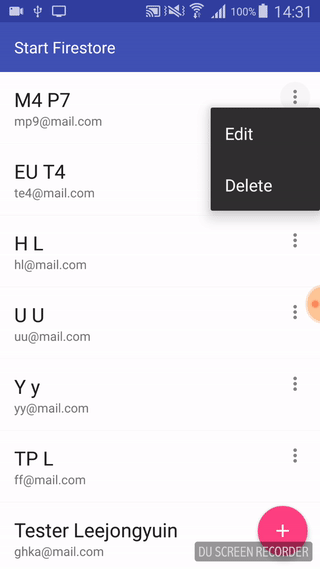 100% 14:31
Start Firestore
M4 P7
mp9@mail.com
Edit
EU T4
te4@mail.com
Delete
H L
hl@mail.com
U U
uu@mail.com
Y y
yy@mail.com
TP L
ff@mail.com
Tester Leejongyuin
ghka@mail.com
+
DU SCREEN RECORDER